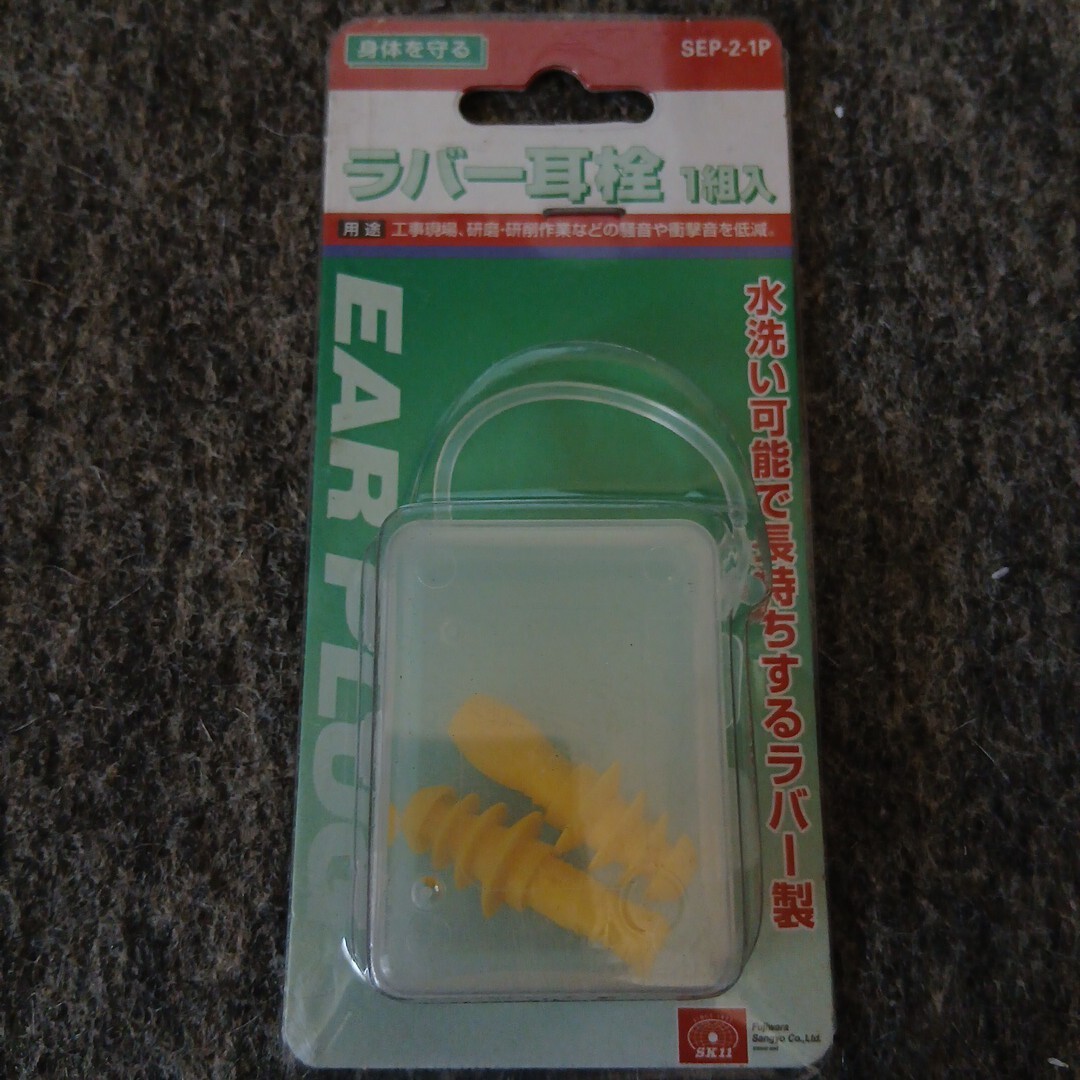 身体を守る
SEP-2-1P
ラバー耳栓 1組入
用途 工事現場、研磨・研削作業などの騒音や衝撃音を低減。
EAR PLUG
水洗い可能で長持ちするラバー製
SK11
Fujiwara
Sangyo Co.,Ltd.